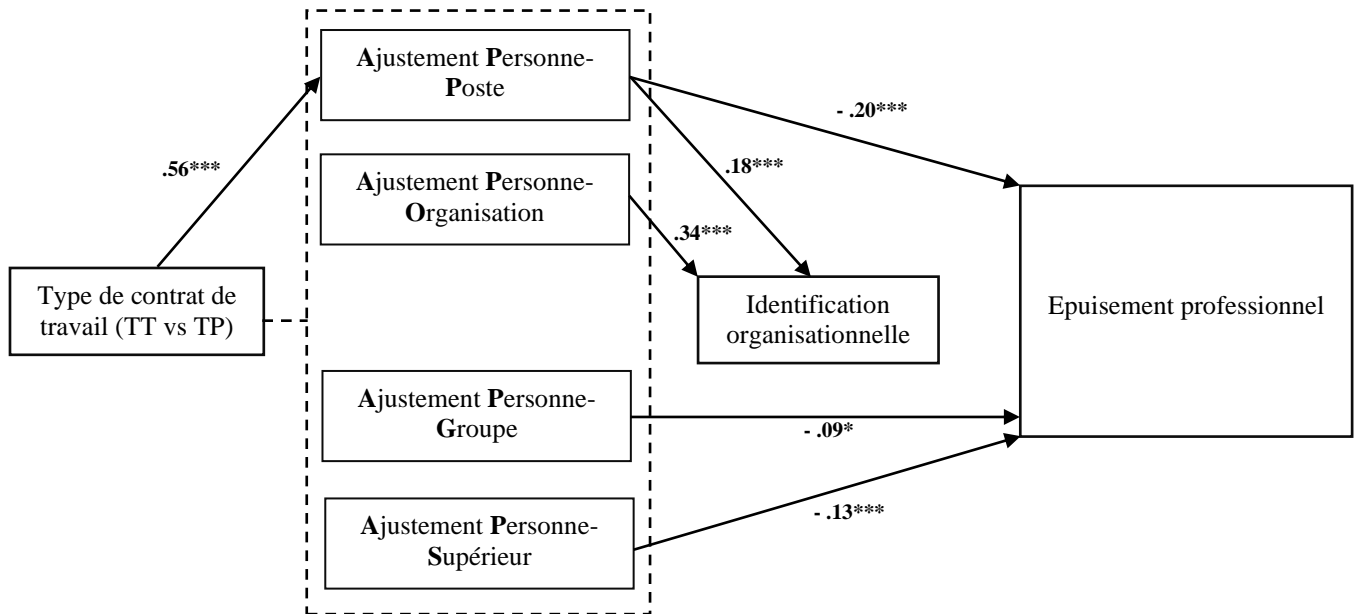 Ajustement Personne-
Poste
- .20***
.56***
.18***
Ajustement Personne-
Organisation
.34***
Type de contrat de
travail (TT vs TP)
Identification
organisationnelle
Epuisement professionnel
Ajustement Personne-
Groupe
- .09*
- .13***
Ajustement Personne-
Supérieur